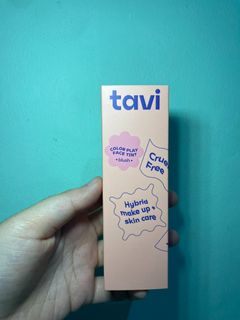 tavi
COLOR PLAY
FACE TINT
•blush•
Cruelty
Free
Hybrid
make up +
skin care